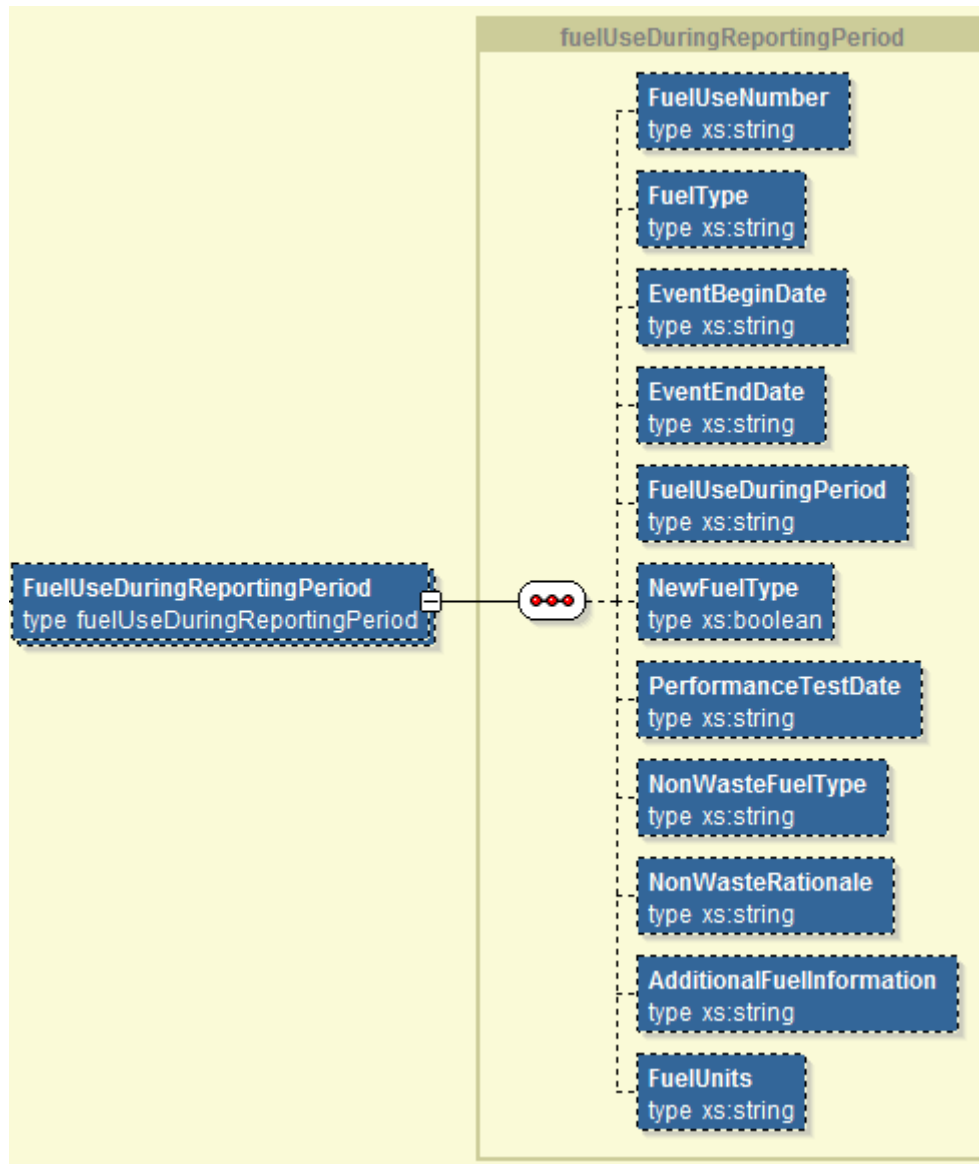 fuelUseDuringReportingPeriod
FuelUseNumber
type xs:string
FuelType
type xs:string
EventBeginDate
type xs:string
EventEndDate
type xs:string
FuelUseDuringPeriod
type xs:string
FuelUseDuringReportingPeriod
type fuelUseDuringReportingPeriod
NewFuelType
type xs:boolean
PerformanceTestDate
type xs:string
NonWasteFuelType
type xs:string
NonWasteRationale
type xs:string
AdditionalFuelInformation
type xs:string
FuelUnits
type xs:string